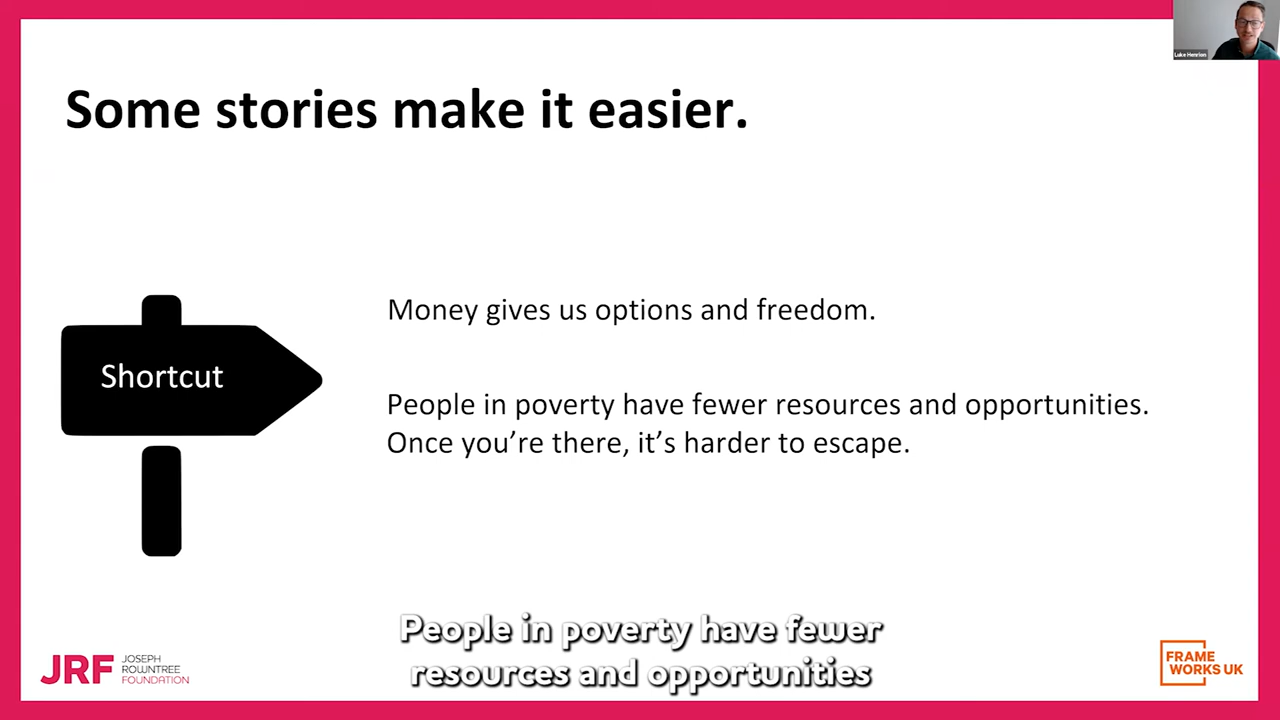 Luke Henrion
Some stories make it easier.
Money gives us options and freedom.
Shortcut
People in poverty have fewer resources and opportunities.
Once you're there, it's harder to escape.
People in poverty have fewer
resources and opportunities
JRF
JOSEPH
ROWNTREE
FOUNDATION
FRAME
WORKS UK